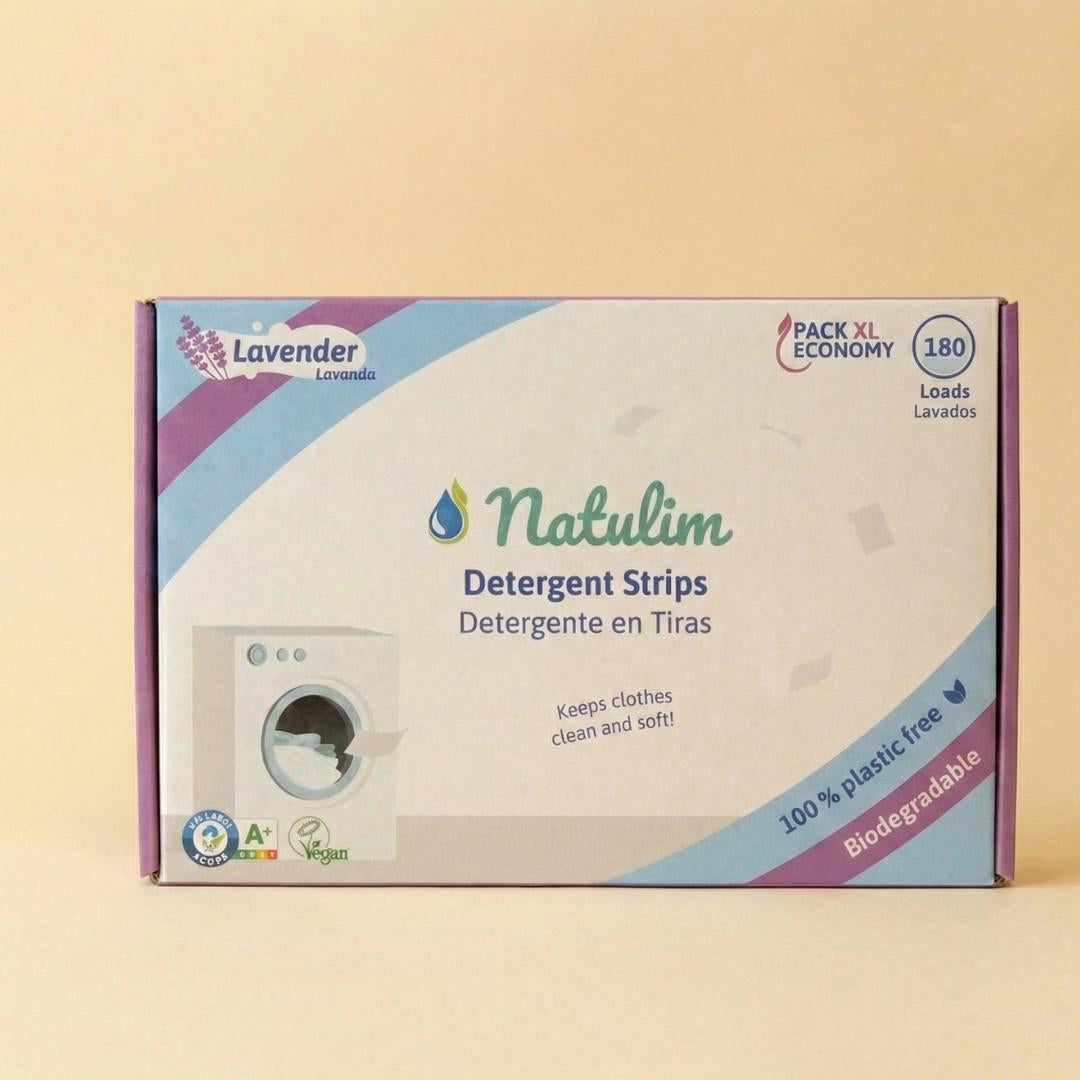 Lavender
Lavanda
PACK XL
ECONOMY
180
Loads
Lavados
Natulim
Detergent Strips
Detergente en Tiras
Keeps clothes
clean and soft!
100% plastic free
Biodegradable
A+
Vegan